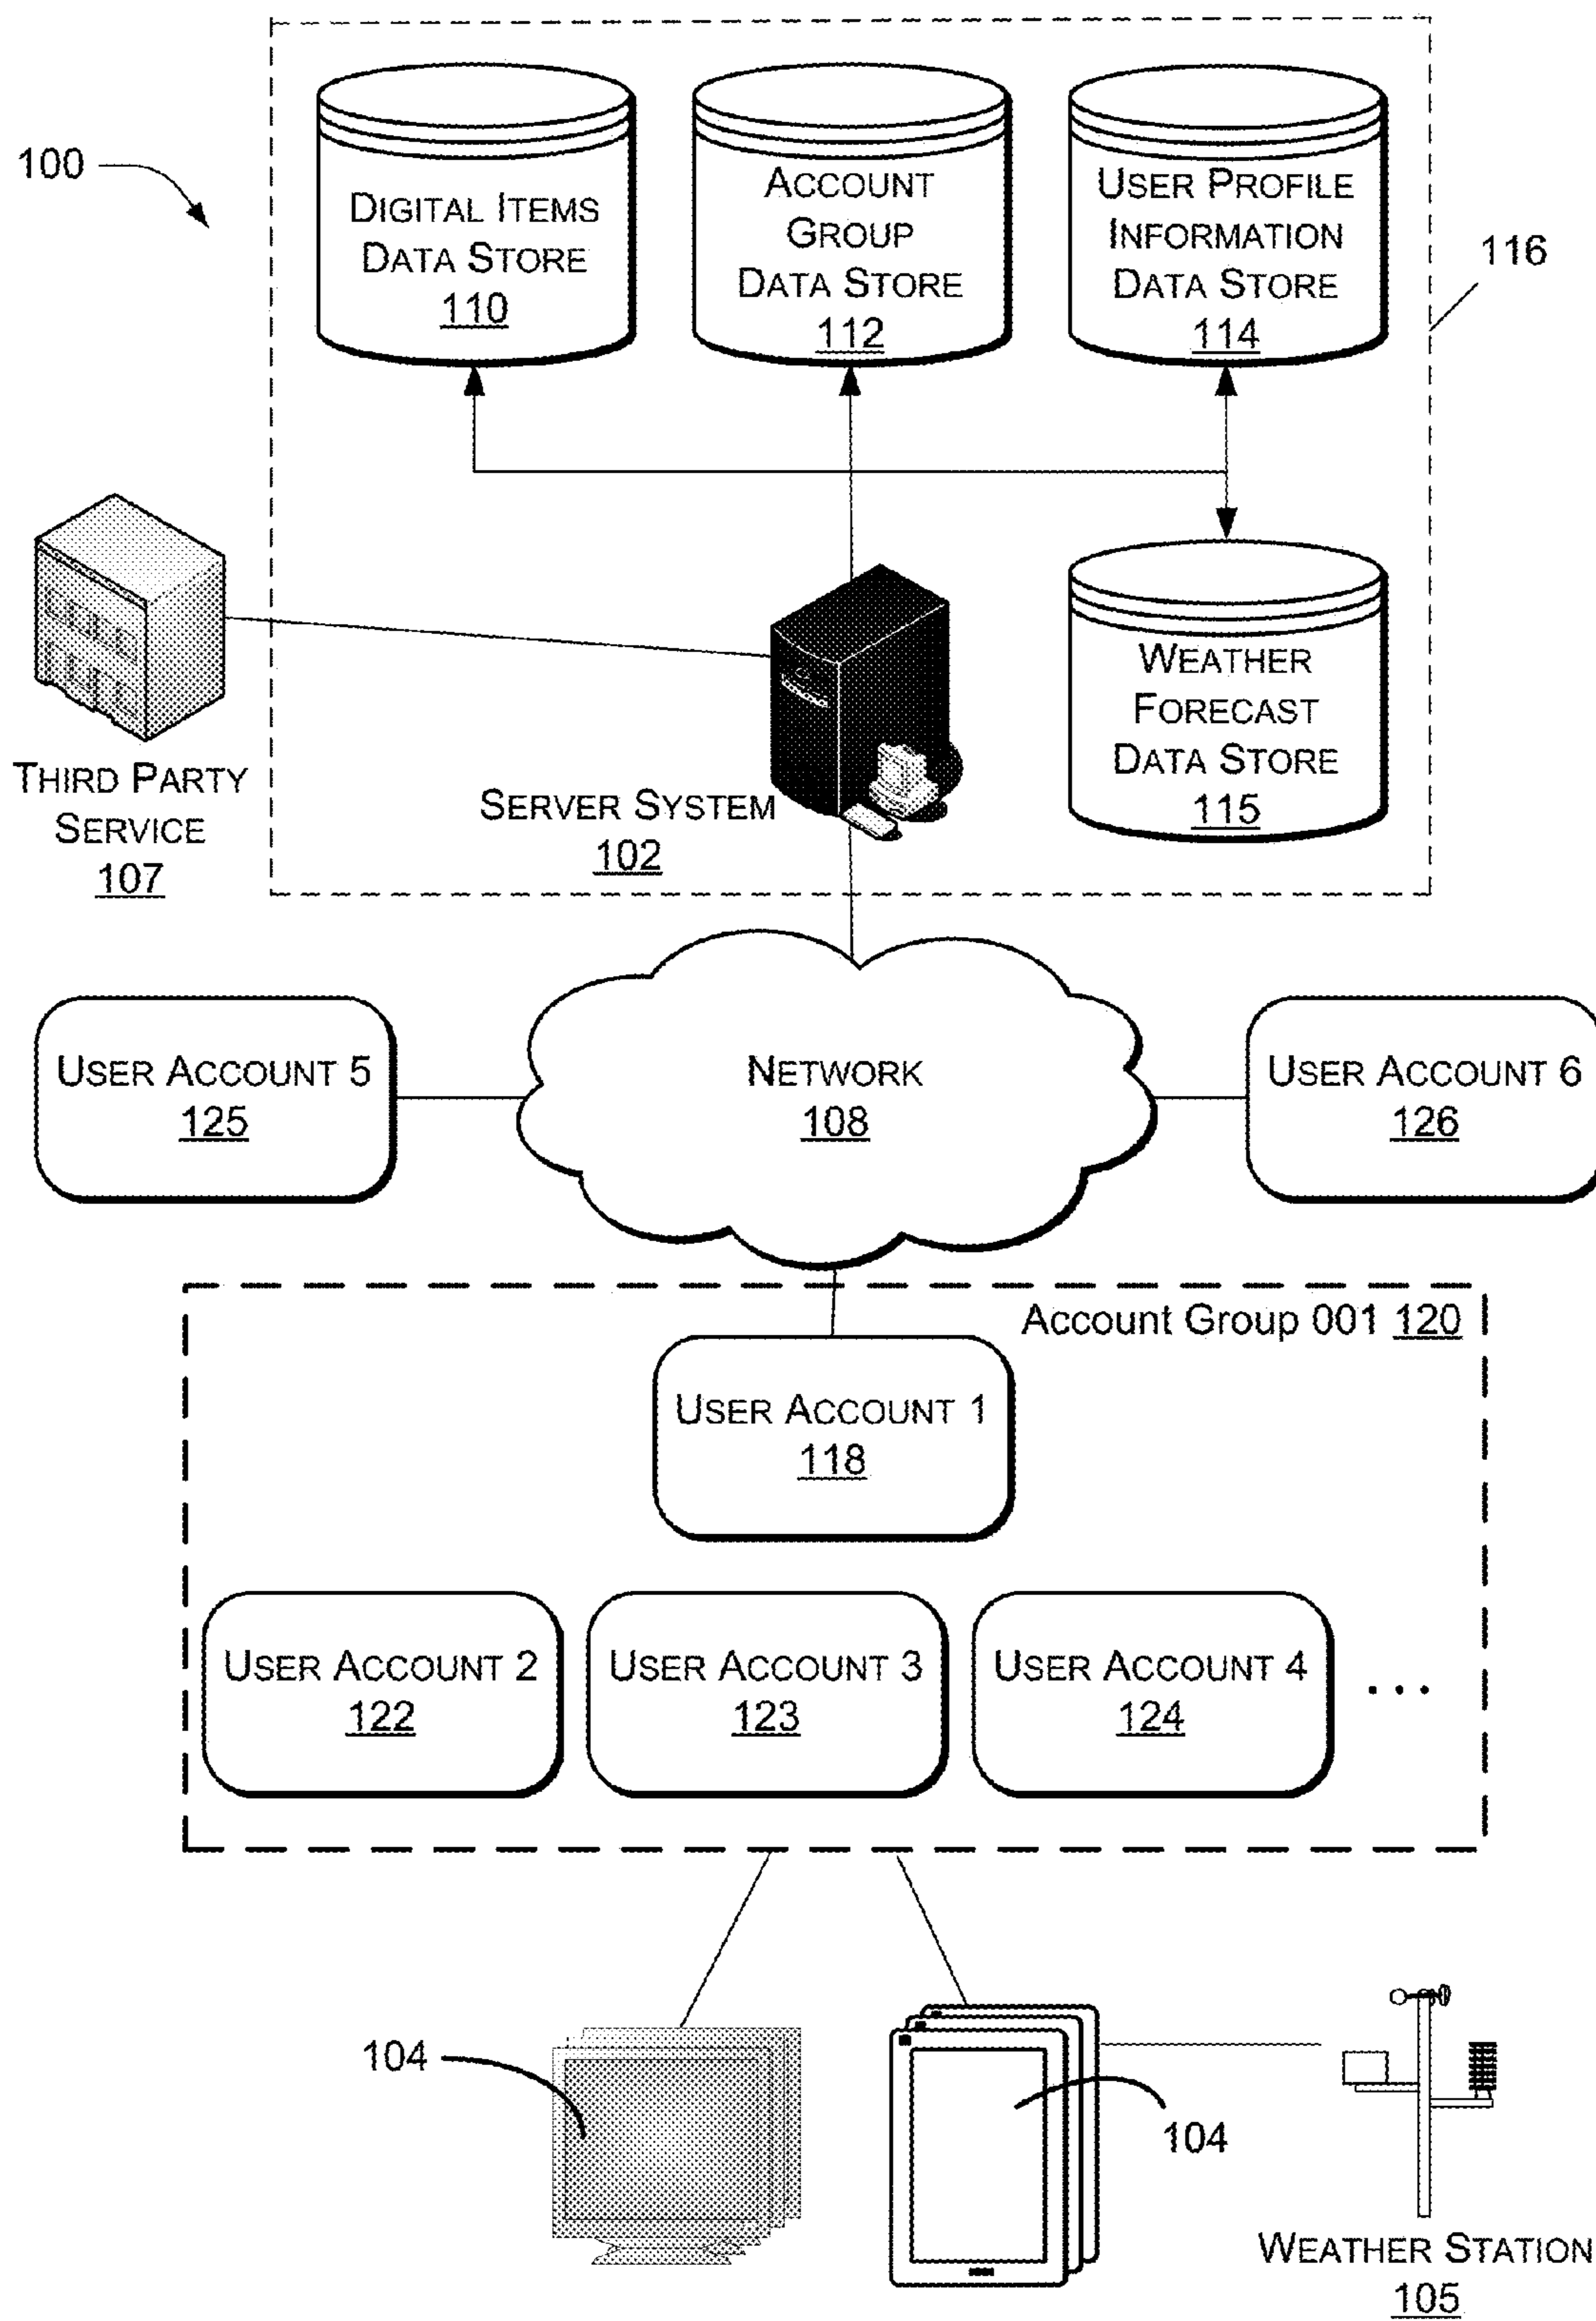 100
DIGITAL ITEMS
DATA STORE
110
ACCOUNT
GROUP
DATA STORE
112
USER PROFILE
INFORMATION
DATA STORE
114
116
THIRD PARTY
SERVICE
107
SERVER SYSTEM
102
WEATHER
FORECAST
DATA STORE
115
USER ACCOUNT 5
125
NETWORK
108
USER ACCOUNT 6
126
Account Group 001 120
USER ACCOUNT 1
118
USER ACCOUNT 2
122
USER ACCOUNT 3
123
USER ACCOUNT 4
124
...
104
104
WEATHER STATION
105